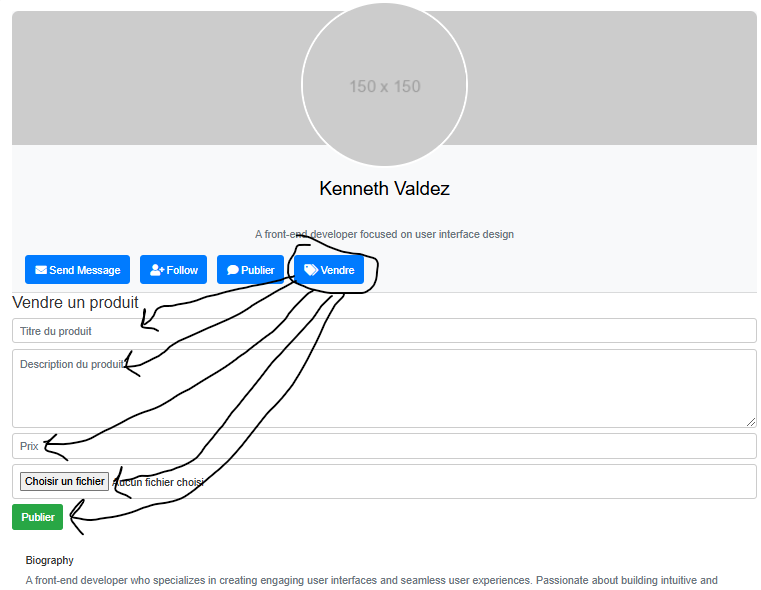 150 x 150
Kenneth Valdez
A front-end developer focused on user interface design
Send Message Follow Publier Vendre
Vendre un produit
Titre du produit
Description du produit
Prix
Choisir un fichier Aucun fichier choisi
Publier
Biography
A front-end developer who specializes in creating engaging user interfaces and seamless user experiences. Passionate about building intuitive and